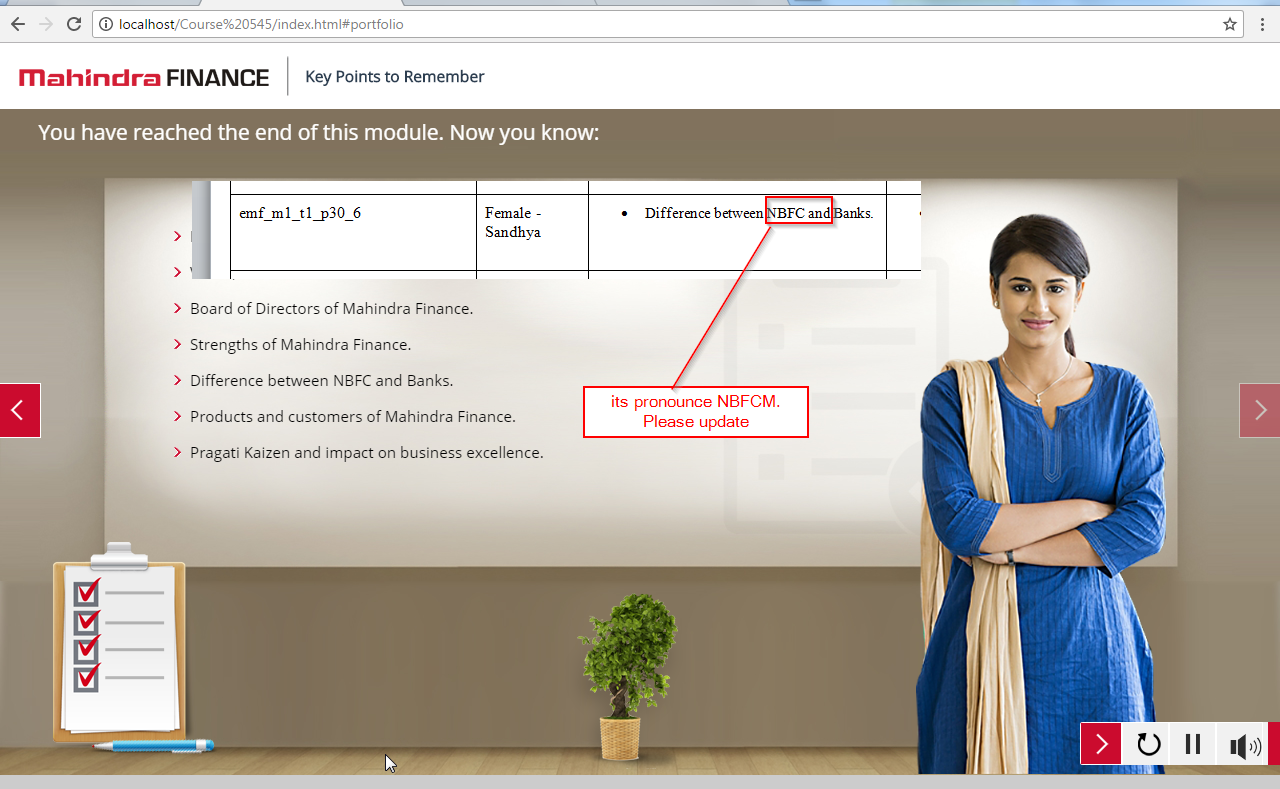 localhost/Course%20545/index.html#portfolio
Mahindra FINANCE
Key Points to Remember
You have reached the end of this module. Now you know:
emf_m1_t1_p30_6
Female -
Sandhya
• Difference between NBFC and Banks.
Board of Directors of Mahindra Finance.
Strengths of Mahindra Finance.
Difference between NBFC and Banks.
its pronounce NBFCM.
Please update
Products and customers of Mahindra Finance.
Pragati Kaizen and impact on business excellence.